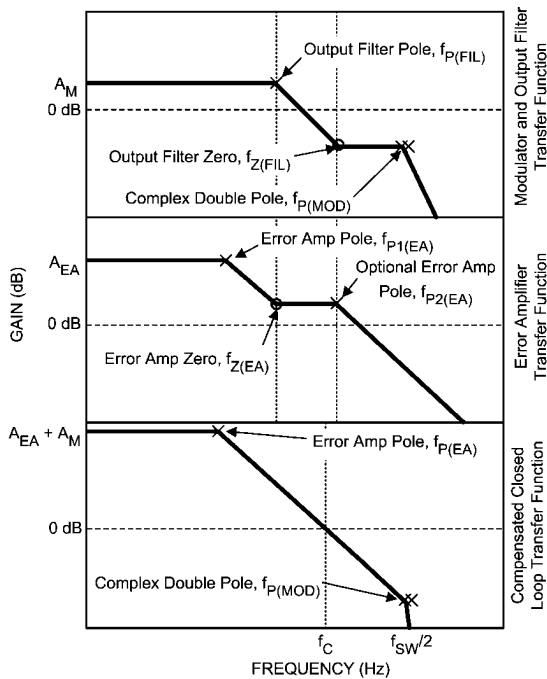 Output Filter Pole, fP(FIL)
AM
0 dB
Output Filter Zero, fZ(FIL)
Complex Double Pole, fP(MOD)
Modulator and Output Filter
Transfer Function
Error Amp Pole, fP1(EA)
AEA
Optional Error Amp
Pole, fP2(EA)
0 dB
Error Amp Zero, fZ(EA)
Error Amplifier
Transfer Function
GAIN (dB)
AEA + AM
Error Amp Pole, fP(EA)
0 dB
Complex Double Pole, fP(MOD)
Compensated Closed
Loop Transfer Function
fC
fSW/2
FREQUENCY (Hz)